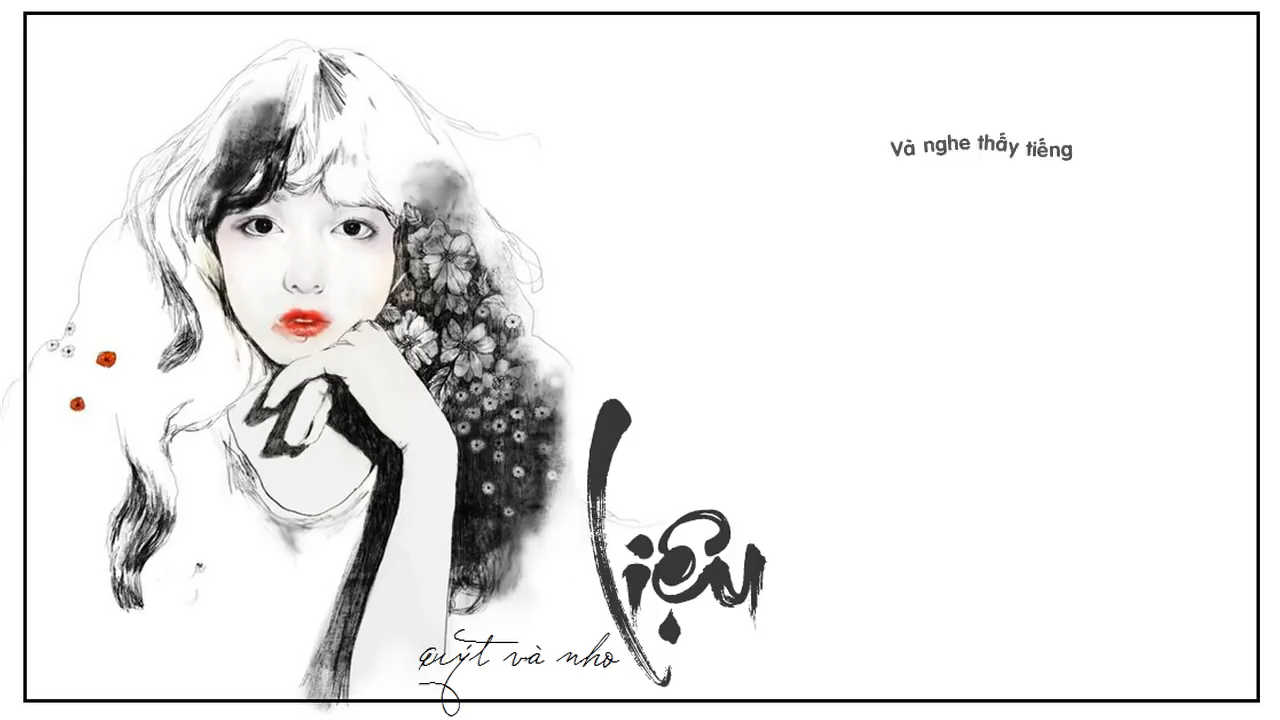 Và nghe thấy tiếng
liệu
quýt và nho